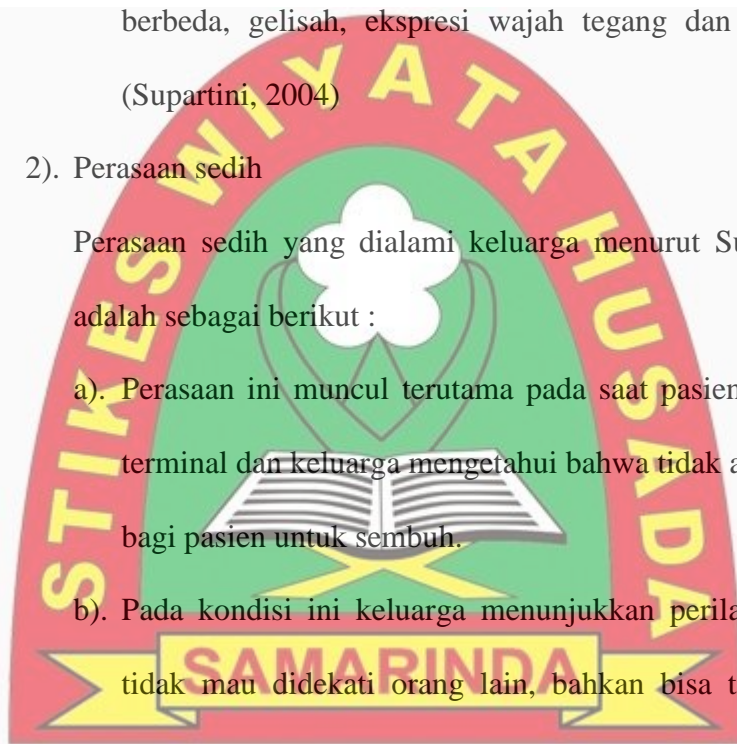 berbeda, gelisah, ekspresi wajah tegang dan
(Supartini, 2004)
2). Perasaan sedih
Perasaan sedih yang dialami keluarga menurut Su
adalah sebagai berikut :
a). Perasaan ini muncul terutama pada saat pasien
terminal dan keluarga mengetahui bahwa tidak a
bagi pasien untuk sembuh.
b). Pada kondisi ini keluarga menunjukkan perila
tidak mau didekati orang lain, bahkan bisa t
STIKES WIYATA HUSADA
SAMARINDA